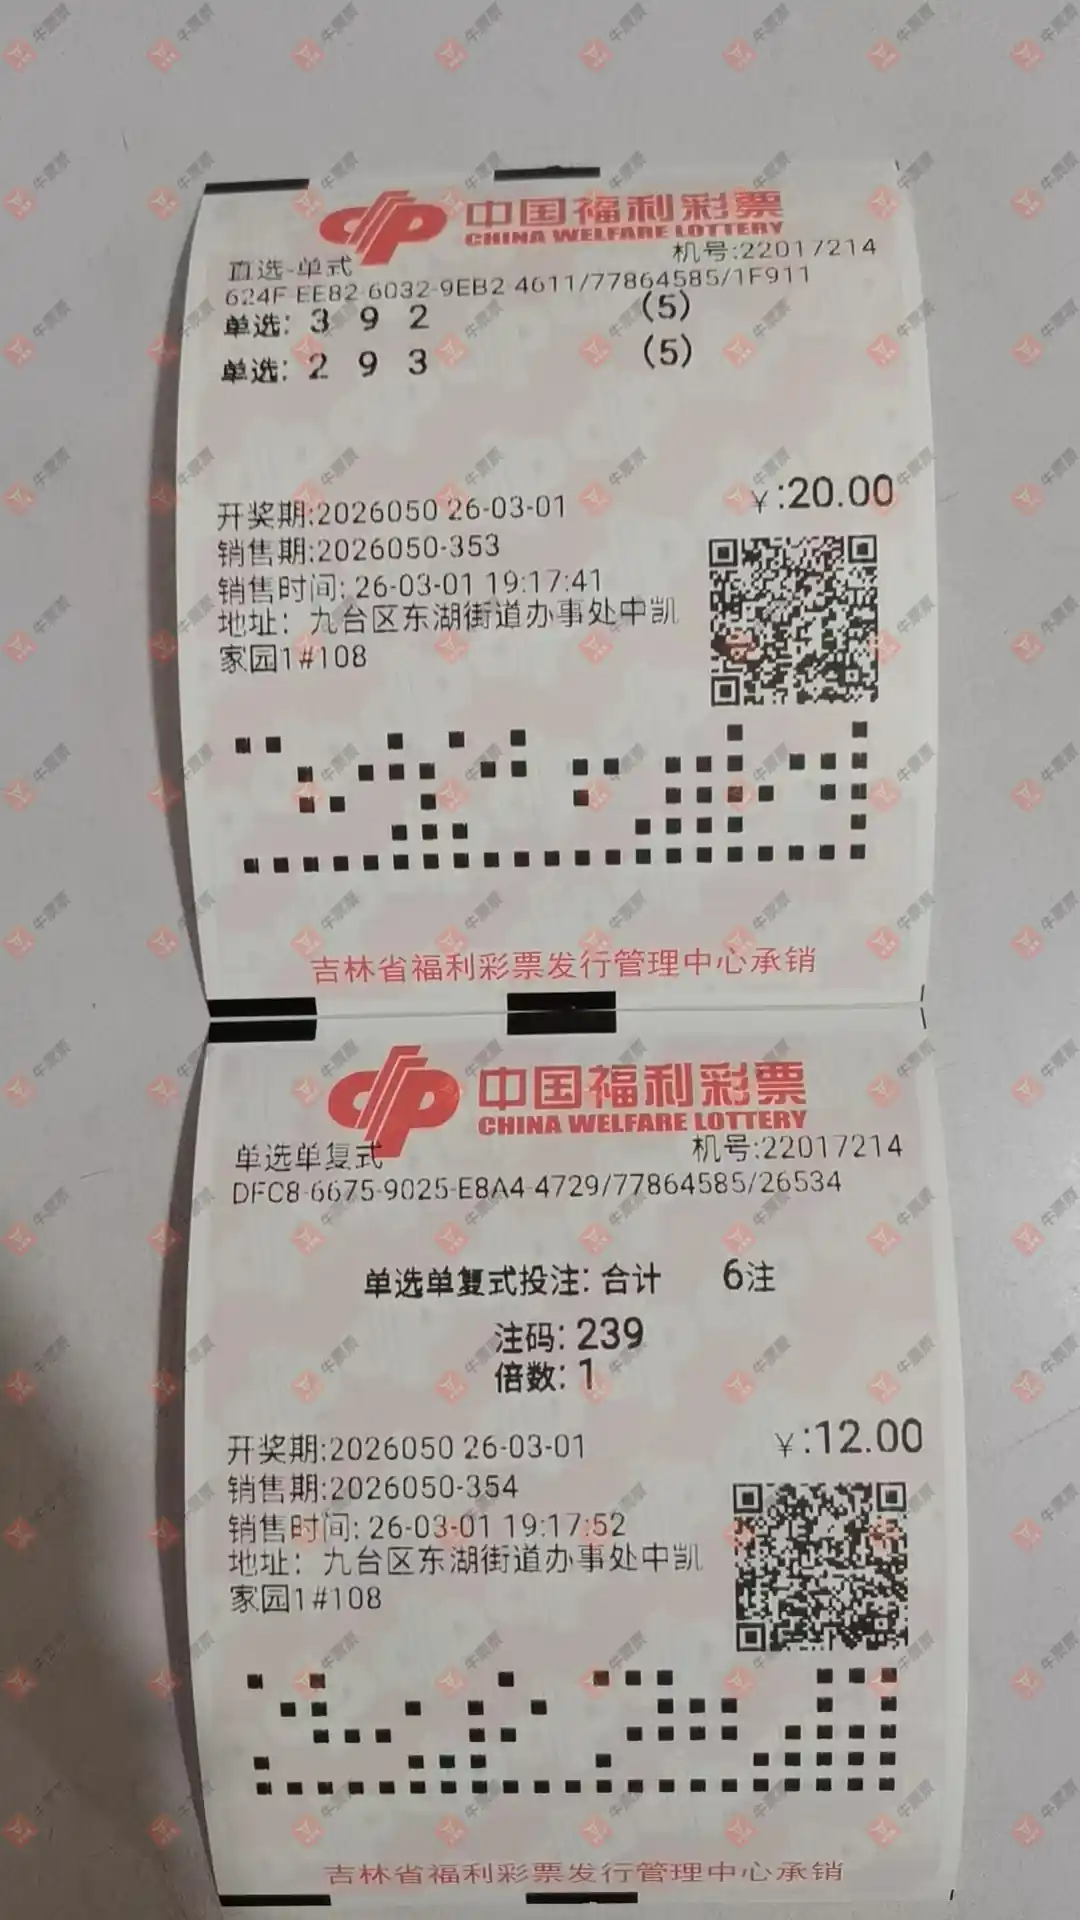 中国福利彩票
CHINA WELFARE LOTTERY
机号:22017214
直选-单式
624F-EE82-6032-9EB2-4611/77864585/1F911
单选: 3 9 2 (5)
单选: 2 9 3 (5)
开奖期:2026050 26-03-01 ¥:20.00
销售期:2026050-353
销售时间: 26-03-01 19:17:41
地址: 九台区东湖街道办事处中凯
家园1#108
吉林省福利彩票发行管理中心承销
中国福利彩票
CHINA WELFARE LOTTERY
单选单复式 机号:22017214
DFC8-6675-9025-E8A4-4729/77864585/26534
单选单复式投注: 合计 6注
注码: 239
倍数: 1
开奖期:2026050 26-03-01 ¥:12.00
销售期:2026050-354
销售时间: 26-03-01 19:17:52
地址: 九台区东湖街道办事处中凯
家园1#108
吉林省福利彩票发行管理中心承销
牛票票